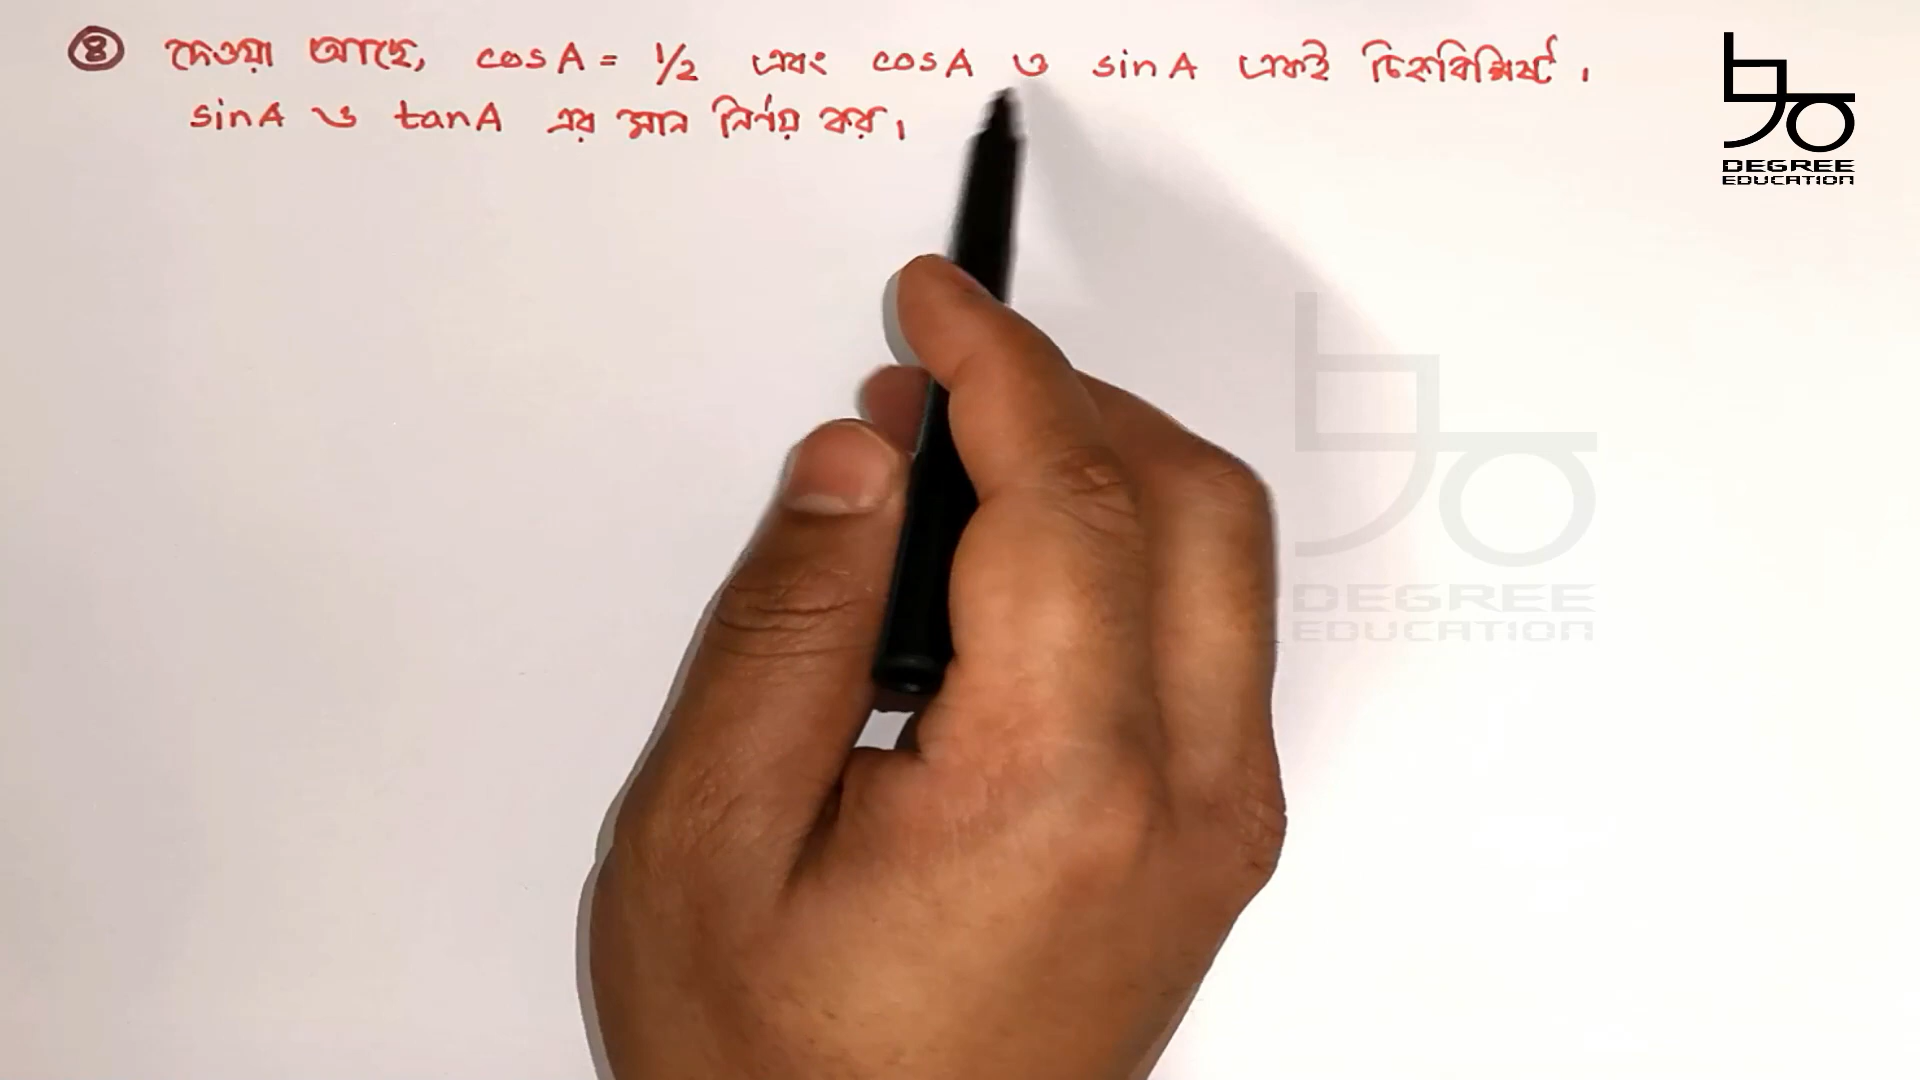 ৪ দেওয়া আছে, cosA = 1/2 এবং cosA ও sinA একই চিহ্নবিশিষ্ট।
sinA ও tanA এর মান নির্ণয় কর।
DEGREE
EDUCATION
DEGREE
EDUCATION